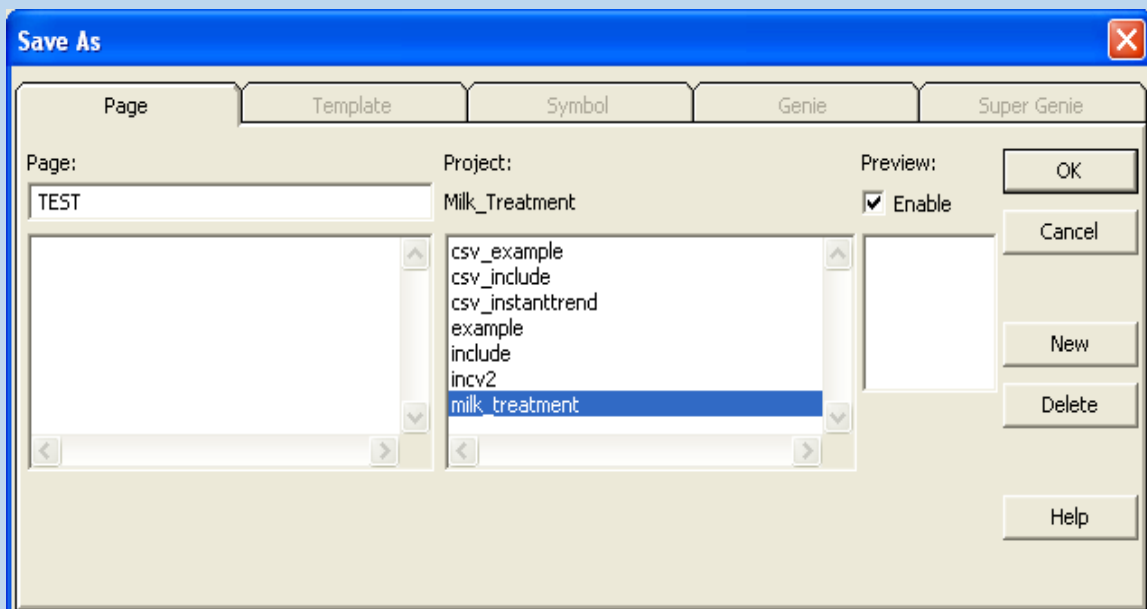 Save As
Page
Template
Symbol
Genie
Super Genie
Page:
Project:
Preview:
OK
TEST
Milk_Treatment
Enable
Cancel
csv_example
csv_include
csv_instanttrend
example
include
incv2
milk_treatment
New
Delete
Help